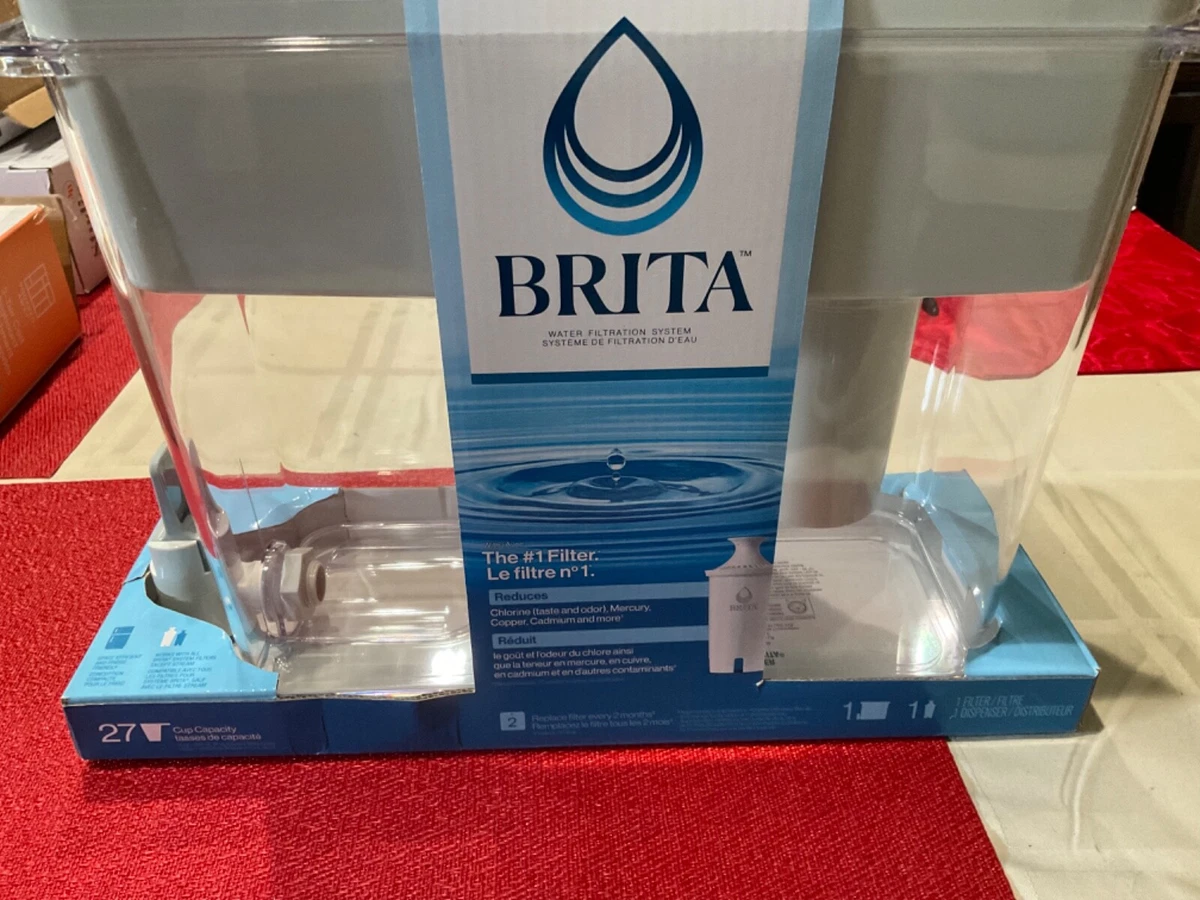 BRITA™
WATER FILTRATION SYSTEM
SYSTÈME DE FILTRATION D'EAU
The #1 Filter.
Le filtre nº1.
Reduces
Chlorine (taste and odor), Mercury,
Copper, Cadmium and more
Réduit
le goût et l'odeur du chlore ainsi
que la teneur en mercure, en cuivre,
en cadmium et en d'autres contaminants
BRITA
27 Cup Capacity
tasses de capacité
2 Replace filter every 2 months
Remplacez le filtre tous les 2 mois
1 1 1 FILTER/FILTRE
1 DISPENSER/DISTRIBUTEUR